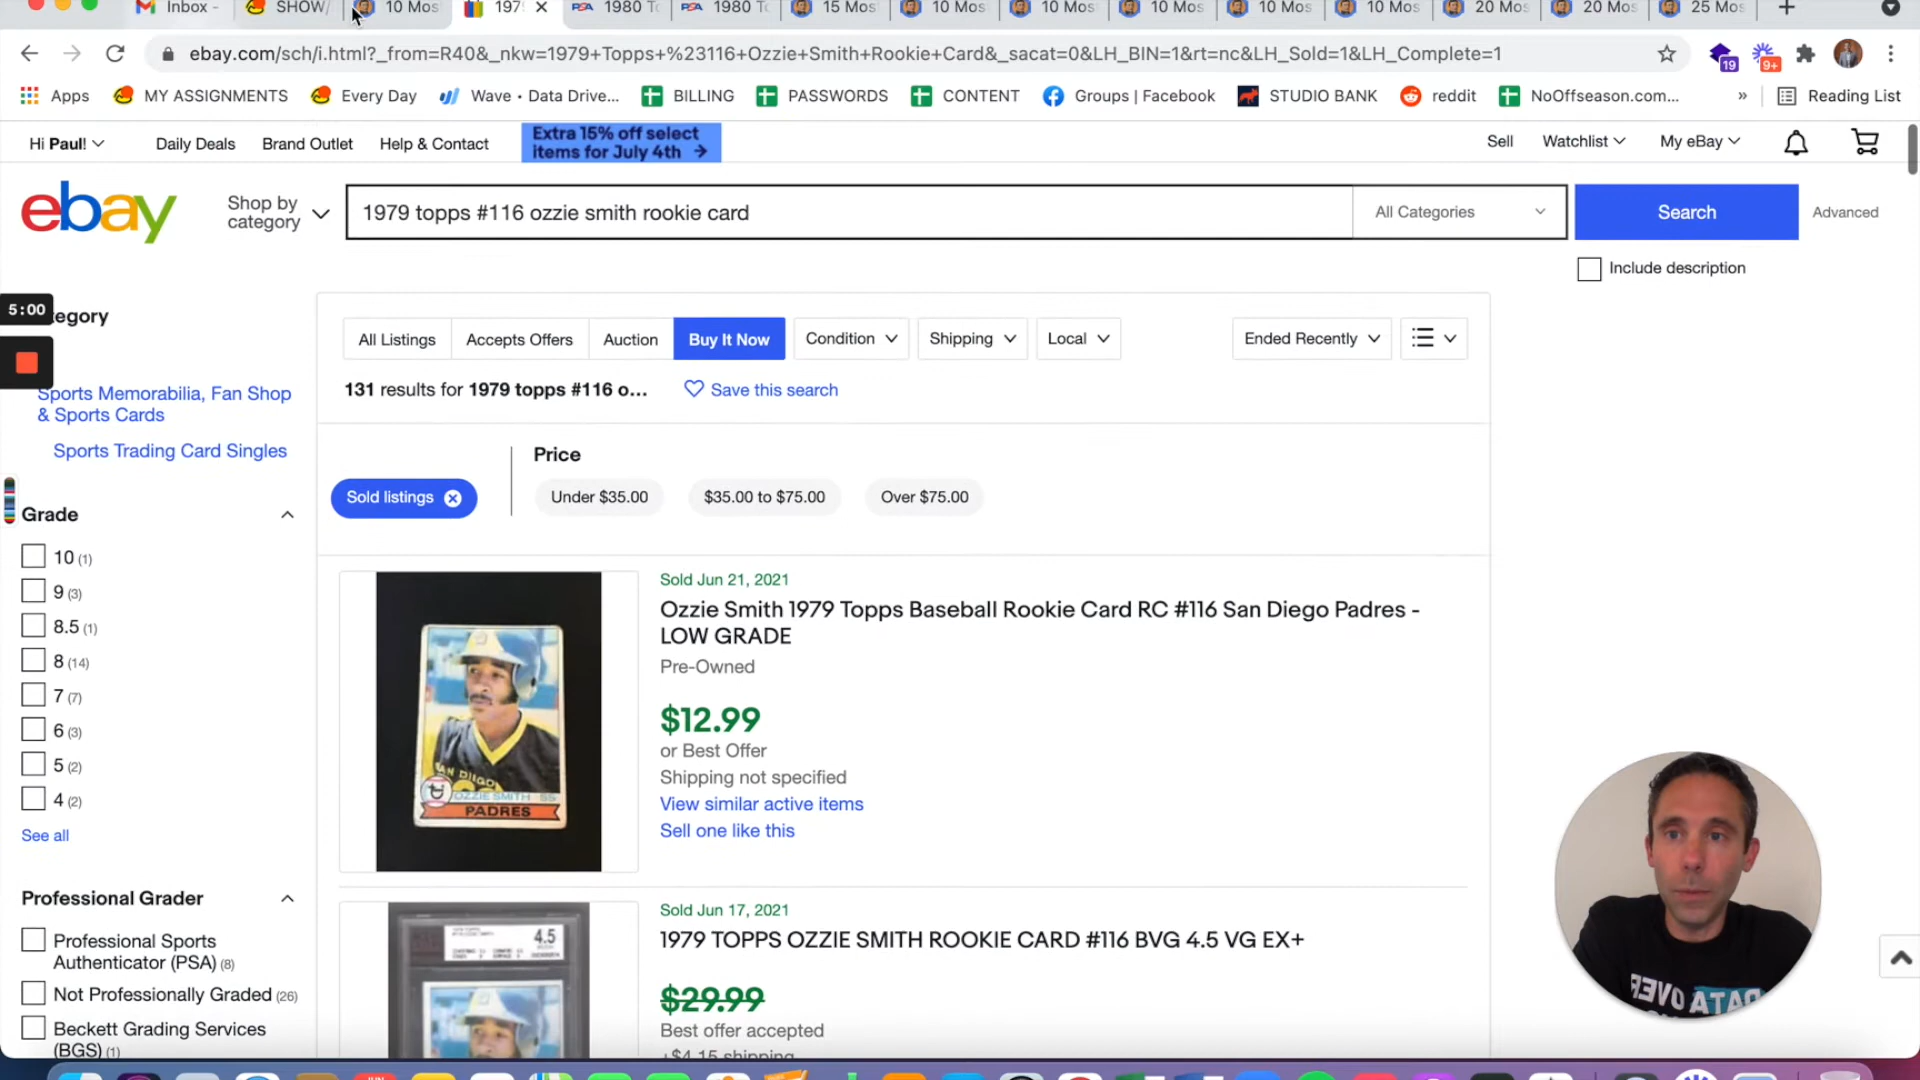 Inbox -
SHOW/
10 Mos
197
1980 T
1980 To
15 Mos
10 Mos
10 Mos
10 Mos
10 Mos
10 Mos
20 Mos
20 Mos
25 Mos
ebay.com/sch/i.html?_from=R40&_nkw=1979+Topps+%23116+Ozzie+Smith+Rookie+Card&_sacat=0&LH_BIN=1&rt=nc&LH_Sold=1&LH_Complete=1
19
9+
Apps
MY ASSIGNMENTS
Every Day
Wave • Data Drive...
BILLING
PASSWORDS
CONTENT
Groups | Facebook
STUDIO BANK
reddit
NoOffseason.com...
»
Reading List
Hi Paul!
Daily Deals
Brand Outlet
Help & Contact
Extra 15% off select
items for July 4th →
Sell
Watchlist
My eBay
ebay
Shop by
category
1979 topps #116 ozzie smith rookie card
All Categories
Search
Advanced
Include description
5:00
egory
Sports Memorabilia, Fan Shop
& Sports Cards
Sports Trading Card Singles
Grade
10 (1)
9 (3)
8.5 (1)
8 (14)
7 (7)
6 (3)
5 (2)
4 (2)
See all
Professional Grader
Professional Sports
Authenticator (PSA) (8)
Not Professionally Graded (26)
Beckett Grading Services
(BGS) (1)
All Listings
Accepts Offers
Auction
Buy It Now
Condition
Shipping
Local
Ended Recently
131 results for 1979 topps #116 o...
Save this search
Sold listings
Price
Under $35.00
$35.00 to $75.00
Over $75.00
SAN DIEGO
OZZIE SMITH SS
PADRES
Sold Jun 21, 2021
Ozzie Smith 1979 Topps Baseball Rookie Card RC #116 San Diego Padres -
LOW GRADE
Pre-Owned
$12.99
or Best Offer
Shipping not specified
View similar active items
Sell one like this
4.5
Sold Jun 17, 2021
1979 TOPPS OZZIE SMITH ROOKIE CARD #116 BVG 4.5 VG EX+
$29.99
Best offer accepted
+$4.15 shipping
DATA OVER